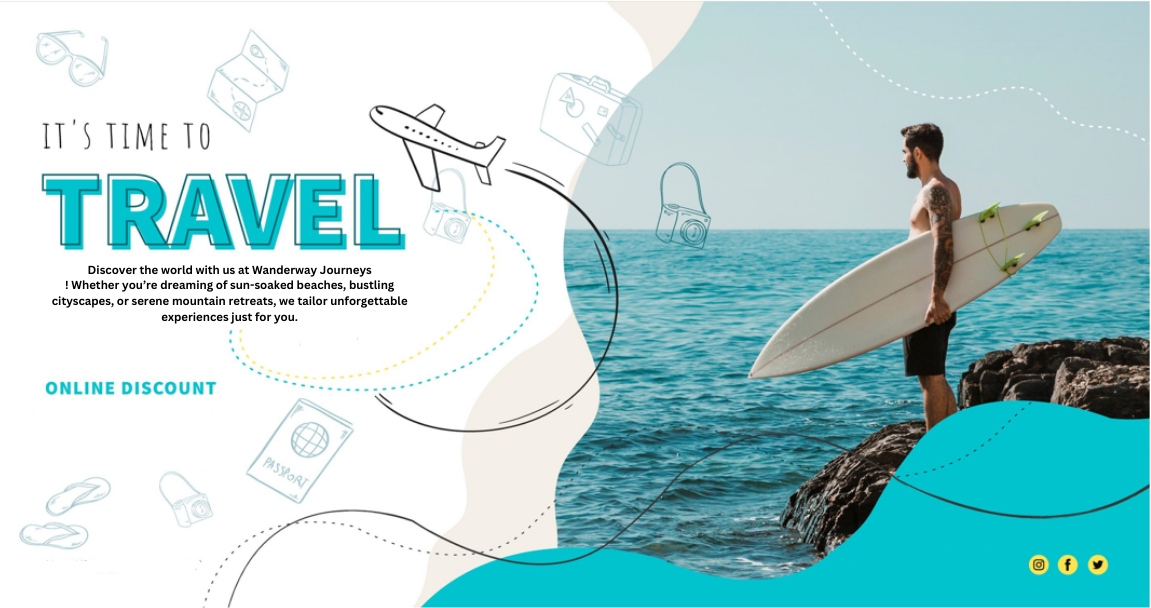 IT'S TIME TO
TRAVEL
Discover the world with us at Wanderway Journeys
! Whether you’re dreaming of sun-soaked beaches, bustling
cityscapes, or serene mountain retreats, we tailor unforgettable
experiences just for you.
ONLINE DISCOUNT
PASSPORT